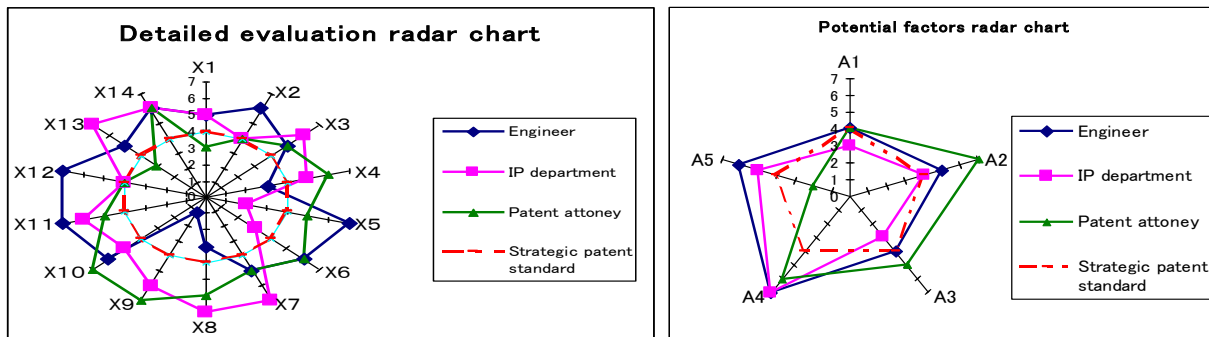 Detailed evaluation radar chart
X1
X2
X3
X4
X5
X6
X7
X8
X9
X10
X11
X12
X13
X14
7
6
5
4
3
2
1
0
Engineer
IP department
Patent attoney
Strategic patent
standard
Potential factors radar chart
A1
A2
A3
A4
A5
7
6
5
4
3
2
1
0
Engineer
IP department
Patent attoney
Strategic patent
standard